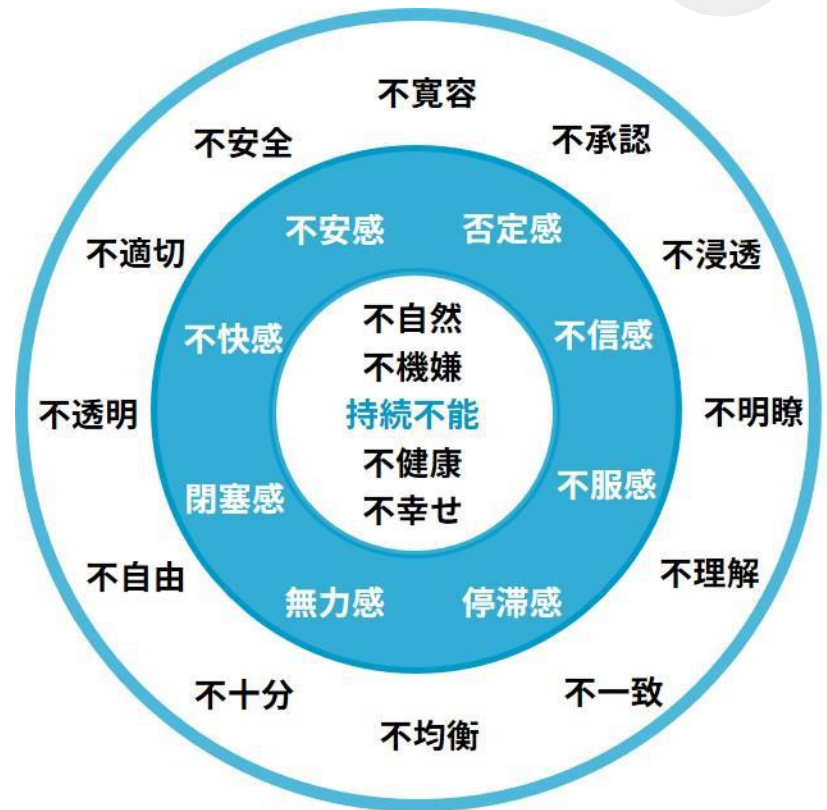 不寛容
不承認
不浸透
不明瞭
不理解
不一致
不均衡
不十分
不自由
不透明
不適切
不安全
不安感
否定感
不信感
不服感
停滞感
無力感
閉塞感
不快感
不自然
不機嫌
持続不能
不健康
不幸せ